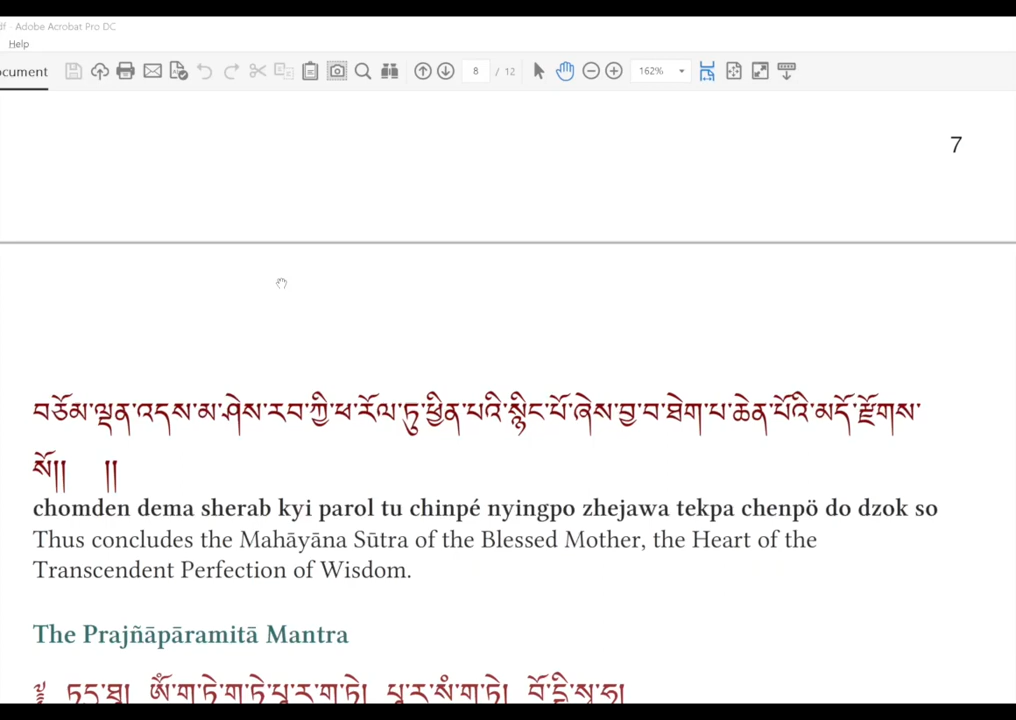 df - Adobe Acrobat Pro DC
Help
ocument
8 / 12
162%
7
བཅོམ་ལྡན་འདས་མ་ཤེས་རབ་ཀྱི་ཕ་རོལ་ཏུ་ཕྱིན་པའི་སྙིང་པོ་ཞེས་བྱ་བ་ཐེག་པ་ཆེན་པོའི་མདོ་རྫོགས་
སོ།། །།
chomden dema sherab kyi parol tu chinpé nyingpo zhejawa tekpa chenpö do dzok so
Thus concludes the Mahāyāna Sūtra of the Blessed Mother, the Heart of the
Transcendent Perfection of Wisdom.
The Prajñāpāramitā Mantra
༄ ཏདྱ་ཐཱ། ཨོཾ་ག་ཏེ་ག་ཏེ་པཱ་ར་ག་ཏེ། པཱ་ར་སཾ་ག་ཏེ། བོ་དྷི་སྭ་ཧཱ།